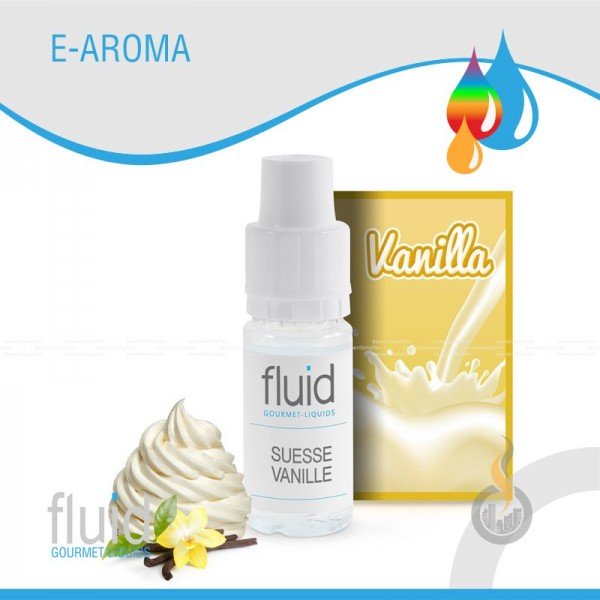 E-AROMA
Vanilla
fluid
GOURMET-LIQUIDS
SUESSE
VANILLE
fluid
GOURMET-LIQUIDS